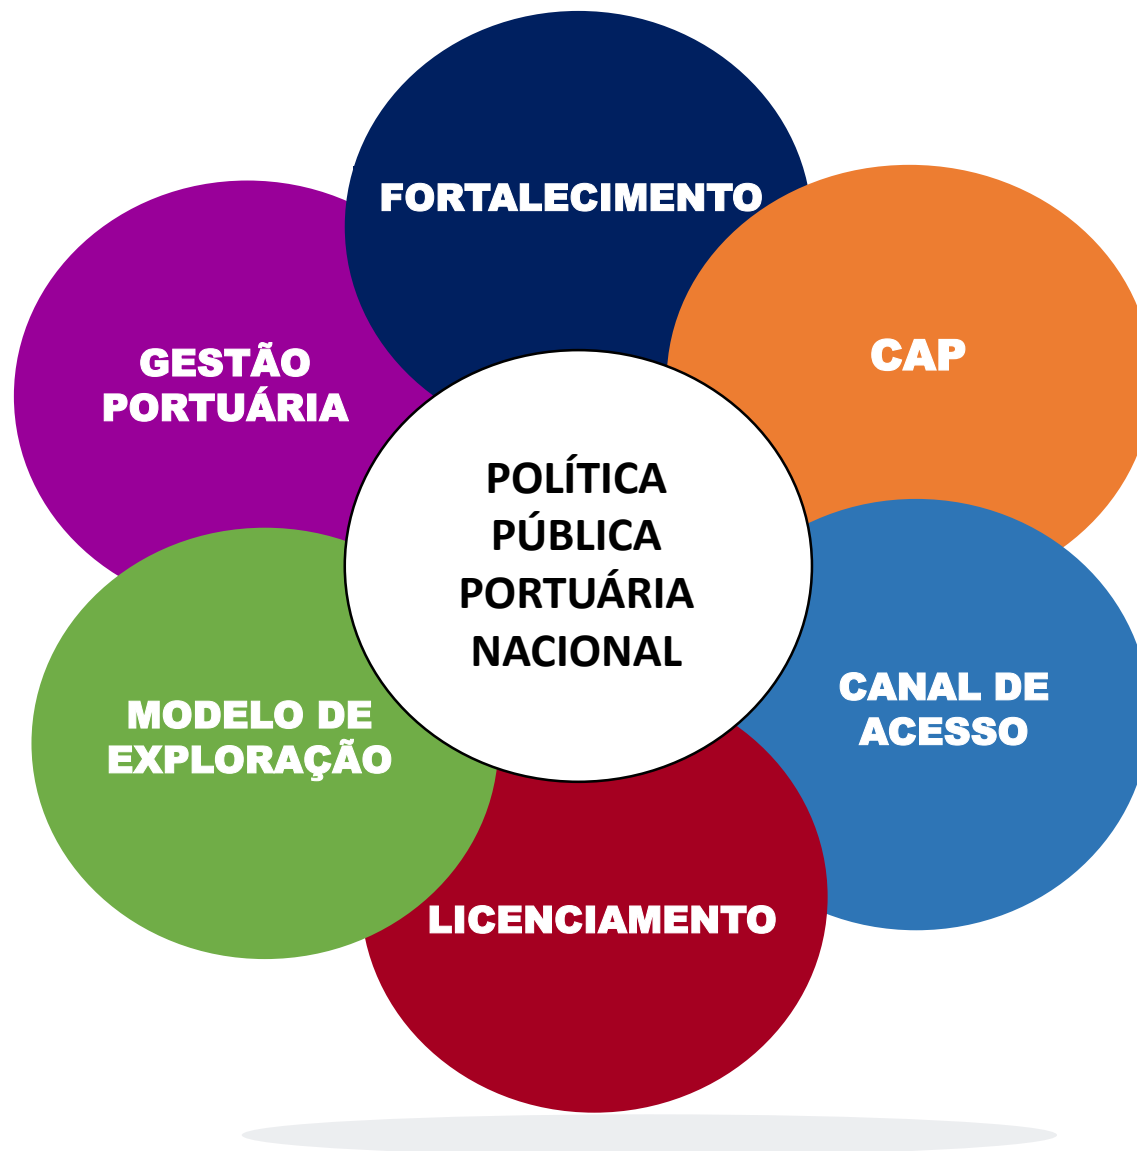 FORTALECIMENTO
CAP
GESTÃO
PORTUÁRIA
POLÍTICA
PÚBLICA
PORTUÁRIA
NACIONAL
CANAL DE
ACESSO
MODELO DE
EXPLORAÇÃO
LICENCIAMENTO